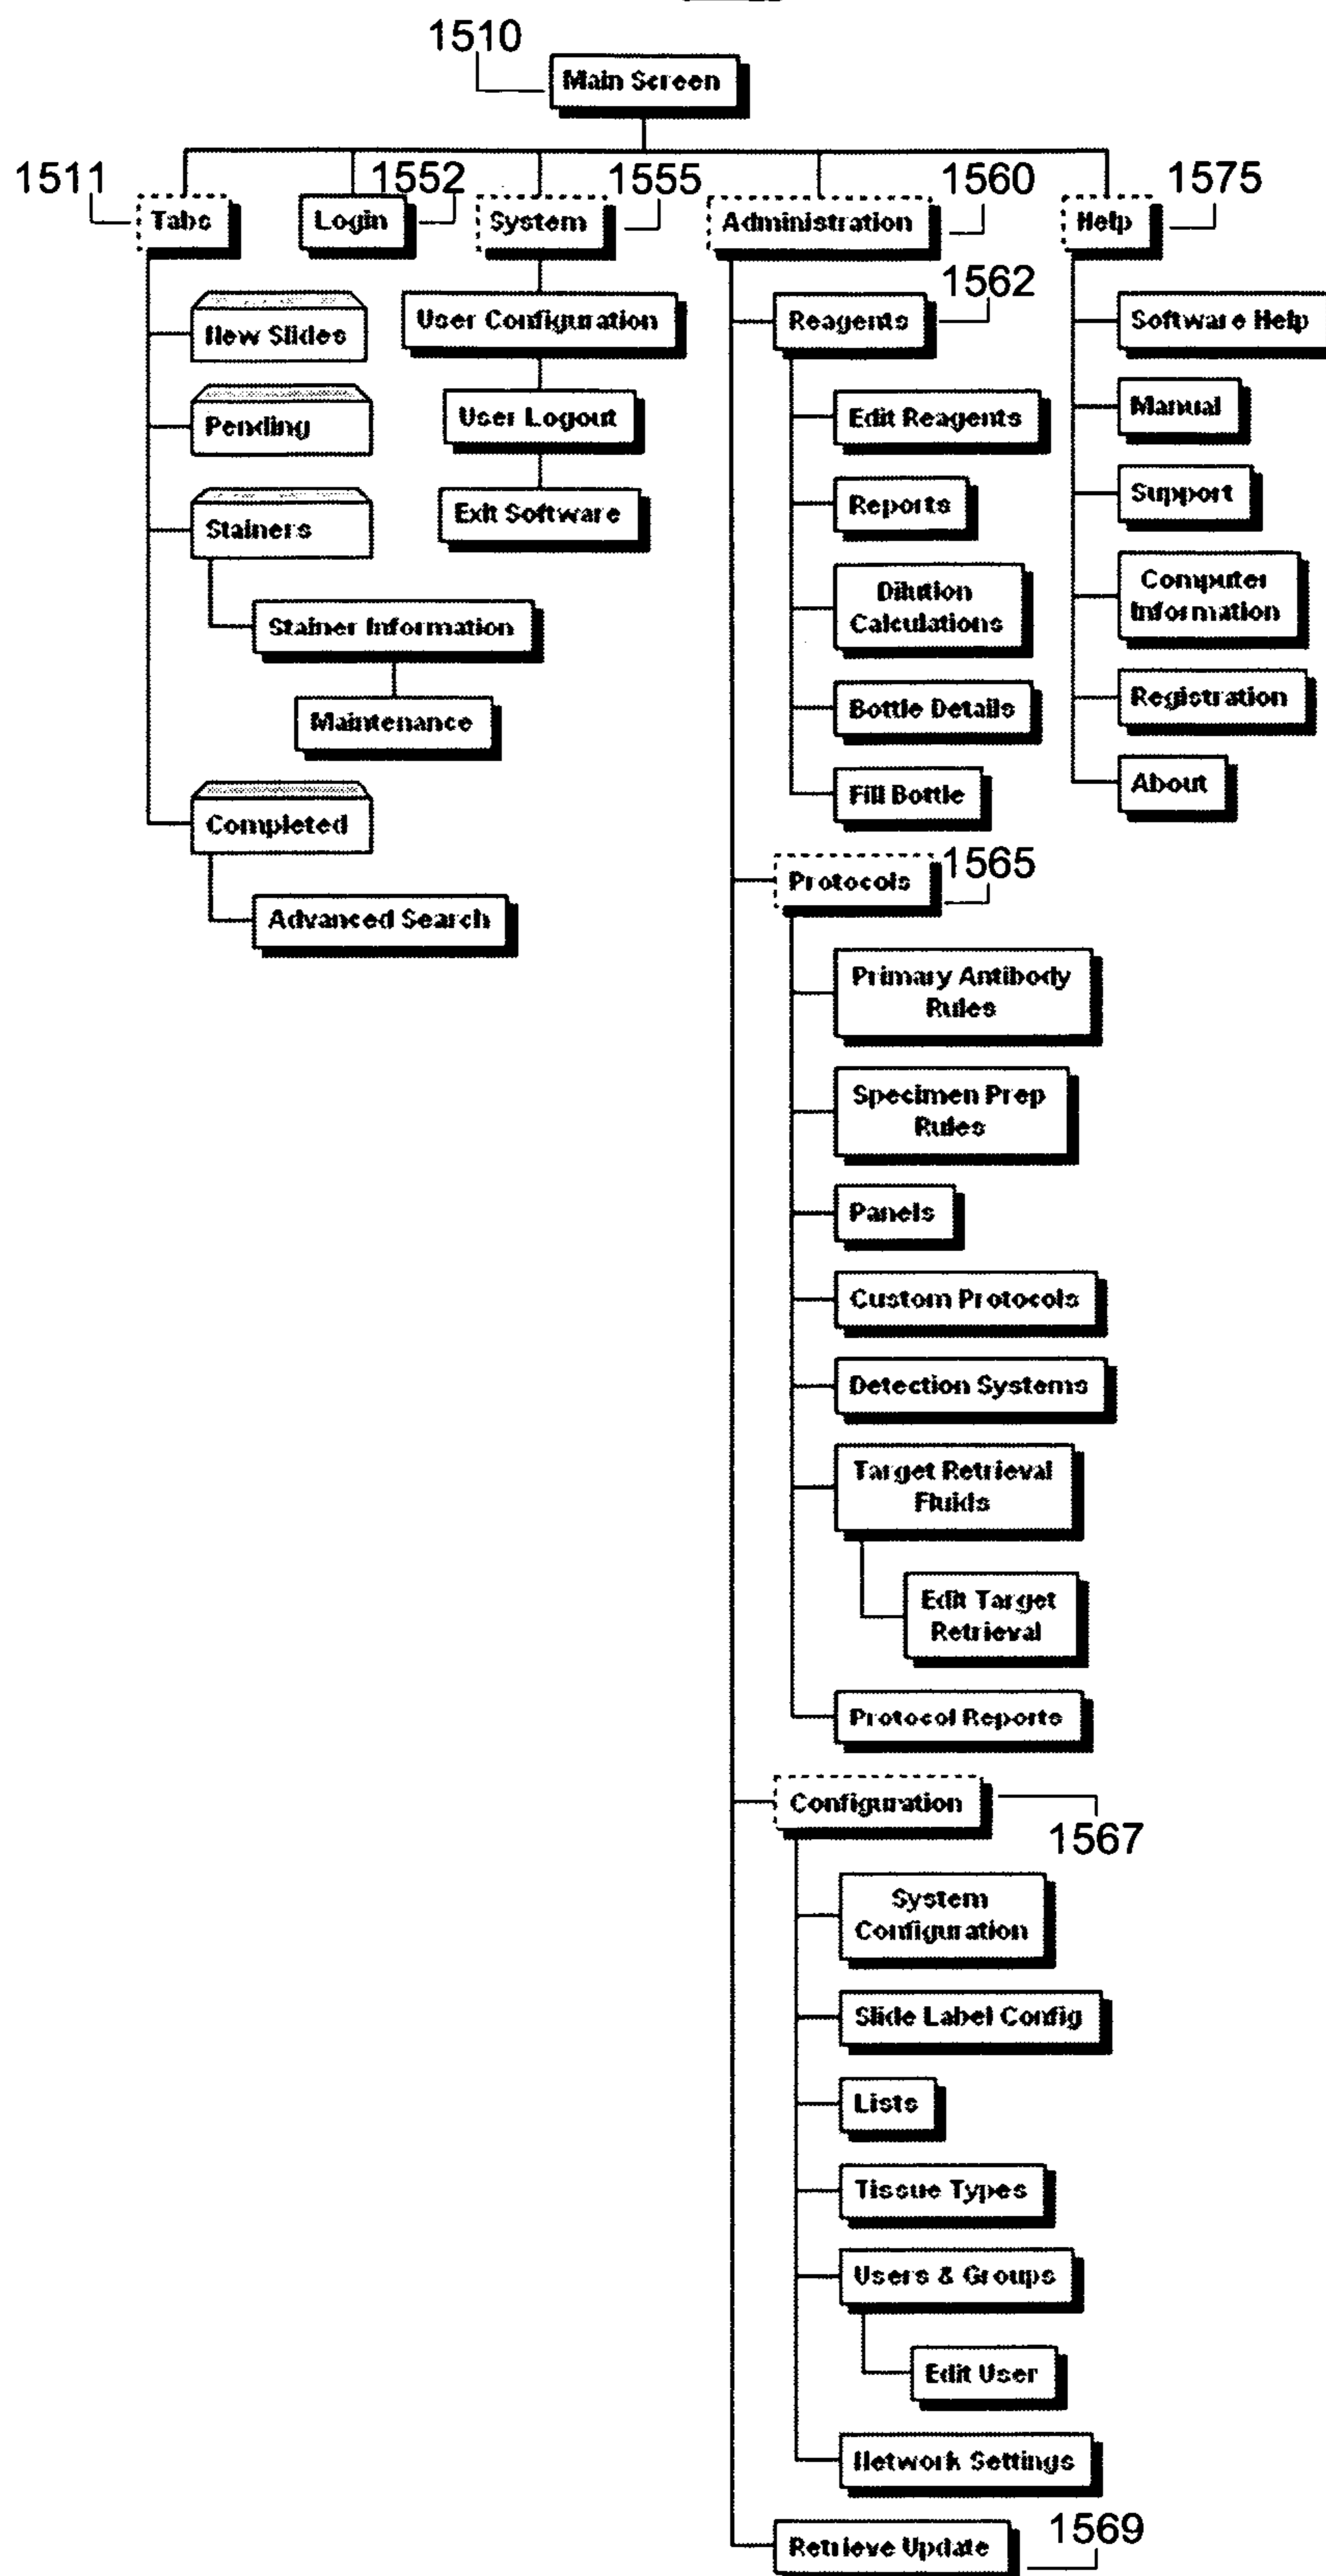 1510
Main Screen
1511
1552
1555
1560
1575
Tabs
Login
System
Administration
Help
New Slides
Pending
Stainers
Stainer Information
Maintenance
Completed
Advanced Search
User Configuration
User Logout
Exit Software
1562
Reagents
Edit Reagents
Reports
Dilution
Calculations
Bottle Details
Fill Bottle
1565
Protocols
Primary Antibody
Rules
Specimen Prep
Rules
Panels
Custom Protocols
Detection Systems
Target Retrieval
Fluids
Edit Target
Retrieval
Protocol Reports
Configuration
1567
System
Configuration
Slide Label Config
Lists
Tissue Types
Users & Groups
Edit User
Network Settings
Retrieve Update
1569
Software Help
Manual
Support
Computer
Information
Registration
About